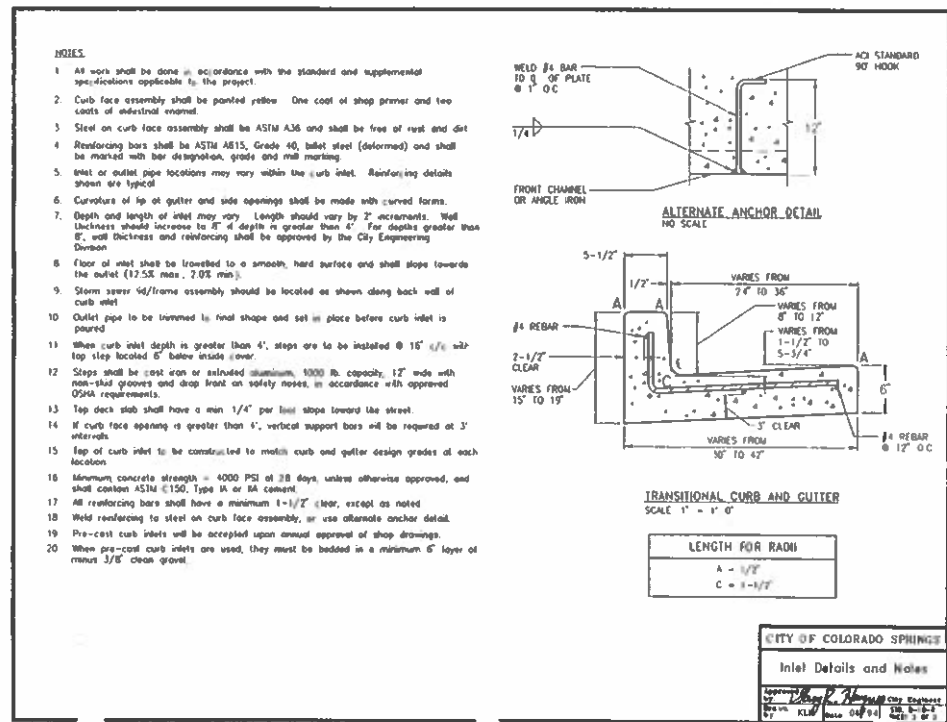 NOTES
1 All work shall be done in accordance with the standard and supplemental
specifications applicable to the project.
2. Curb face assembly shall be painted yellow One coat of shop primer and two
coats of industrial enamel.
3 Steel on curb face assembly shall be ASTM A36 and shall be free of rust and dirt
4 Reinforcing bars shall be ASTM A615, Grade 40, billet steel (deformed) and shall
be marked with bar designation, grade and mill marking.
5. Inlet or outlet pipe locations may vary within the curb inlet. Reinforcing details
shown are typical
6. Curvature of lip at gutter and side openings shall be made with curved forms.
7. Depth and length of inlet may vary Length should vary by 2" increments. Wall
thickness should increase to 8" if depth is greater than 4' For depths greater than
8', wall thickness and reinforcing shall be approved by the City Engineering
Division
8 Floor of inlet shall be trowelled to a smooth, hard surface and shall slope towards
the outlet (12.5% max, 2.0% min).
9. Storm sewer lid/frame assembly should be located as shown along back wall of
curb inlet
10 Outlet pipe to be trimmed to final shape and set in place before curb inlet is
poured
11 When curb inlet depth is greater than 4', steps are to be installed @ 16" c/c with
top step located 6" below inside cover.
12 Steps shall be cast iron or extruded aluminum, 1000 lb. capacity, 12" wide with
non-skid grooves and drop front on safety noses, in accordance with approved
OSHA requirements.
13 Top deck slab shall have a min 1/4" per foot slope toward the street.
14 If curb face opening is greater than 4', vertical support bars will be required at 3'
intervals
15 Top of curb inlet to be constructed to match curb and gutter design grades at each
location
16 Minimum concrete strength = 4000 PSI at 28 days, unless otherwise approved, and
shall contain ASTM C150, Type IA or IIA cement.
17 All reinforcing bars shall have a minimum 1-1/2" clear, except as noted
18 Weld reinforcing to steel on curb face assembly, or use alternate anchor detail.
19 Pre-cast curb inlets will be accepted upon annual approval of shop drawings.
20 When pre-cast curb inlets are used, they must be bedded in a minimum 6" layer of
minus 3/8" clean gravel
WELD #4 BAR
TO OF PLATE
@ 1' O C
ACI STANDARD
90° HOOK
1/4
12"
FRONT CHANNEL
OR ANGLE IRON
ALTERNATE ANCHOR DETAIL
NO SCALE
5-1/2"
1/2"
VARIES FROM
24" TO 36"
A A
VARIES FROM
8" TO 12"
#4 REBAR
VARIES FROM
1-1/2" TO
5-3/4"
A
2-1/2"
CLEAR
C
C
6"
VARIES FROM
15" TO 19"
3" CLEAR
#4 REBAR
@ 12" O C
VARIES FROM
30" TO 42"
TRANSITIONAL CURB AND GUTTER
SCALE 1" = 1' 0"
LENGTH FOR RADII
A = 1/2"
C = 1-1/2"
CITY OF COLORADO SPRINGS
Inlet Details and Notes
Approved
by City Engineer
Drawn
by KLH Date